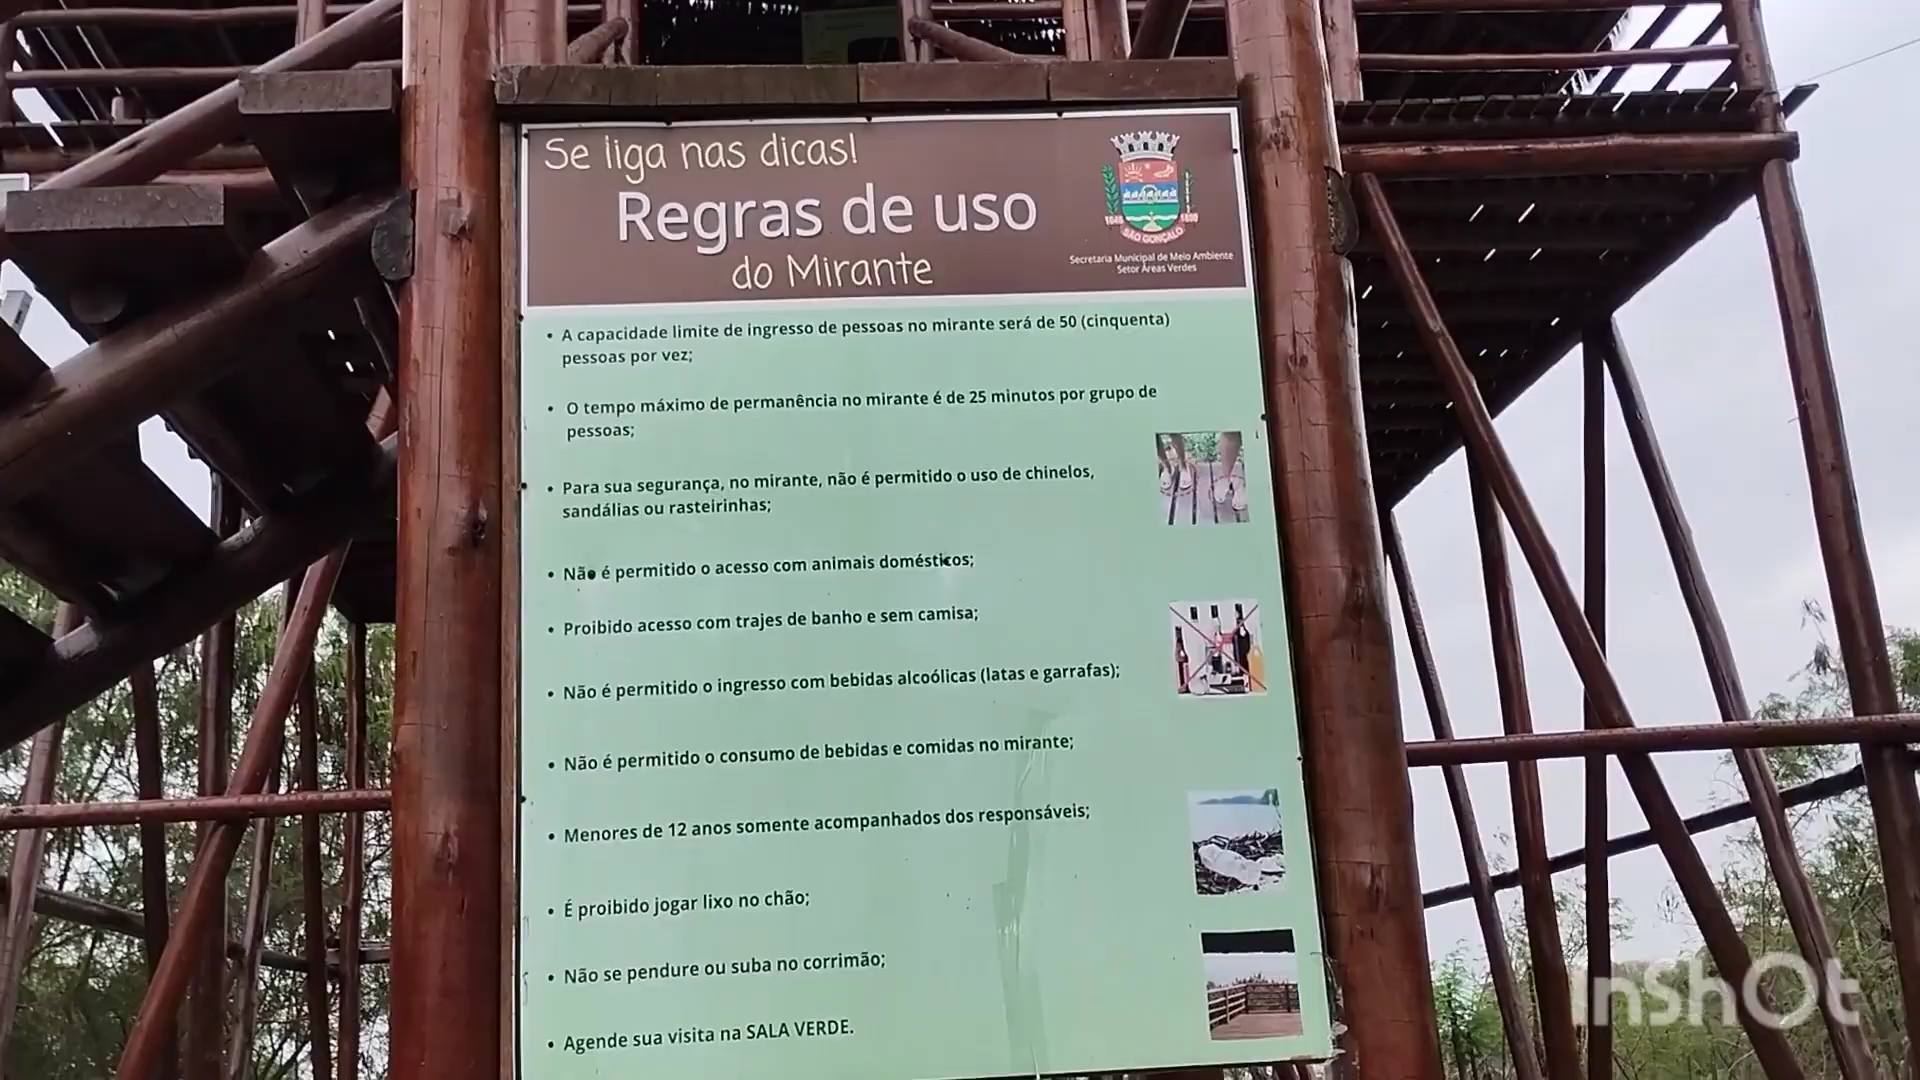 Se liga nas dicas!
Regras de uso
do Mirante
1646 1890
SÃO GONÇALO
Secretaria Municipal de Meio Ambiente
Setor Áreas Verdes
• A capacidade limite de ingresso de pessoas no mirante será de 50 (cinquenta)
pessoas por vez;
• O tempo máximo de permanência no mirante é de 25 minutos por grupo de
pessoas;
• Para sua segurança, no mirante, não é permitido o uso de chinelos,
sandálias ou rasteirinhas;
• Não é permitido o acesso com animais domésticos;
• Proibido acesso com trajes de banho e sem camisa;
• Não é permitido o ingresso com bebidas alcoólicas (latas e garrafas);
• Não é permitido o consumo de bebidas e comidas no mirante;
• Menores de 12 anos somente acompanhados dos responsáveis;
• É proibido jogar lixo no chão;
• Não se pendure ou suba no corrimão;
• Agende sua visita na SALA VERDE.
InShOt